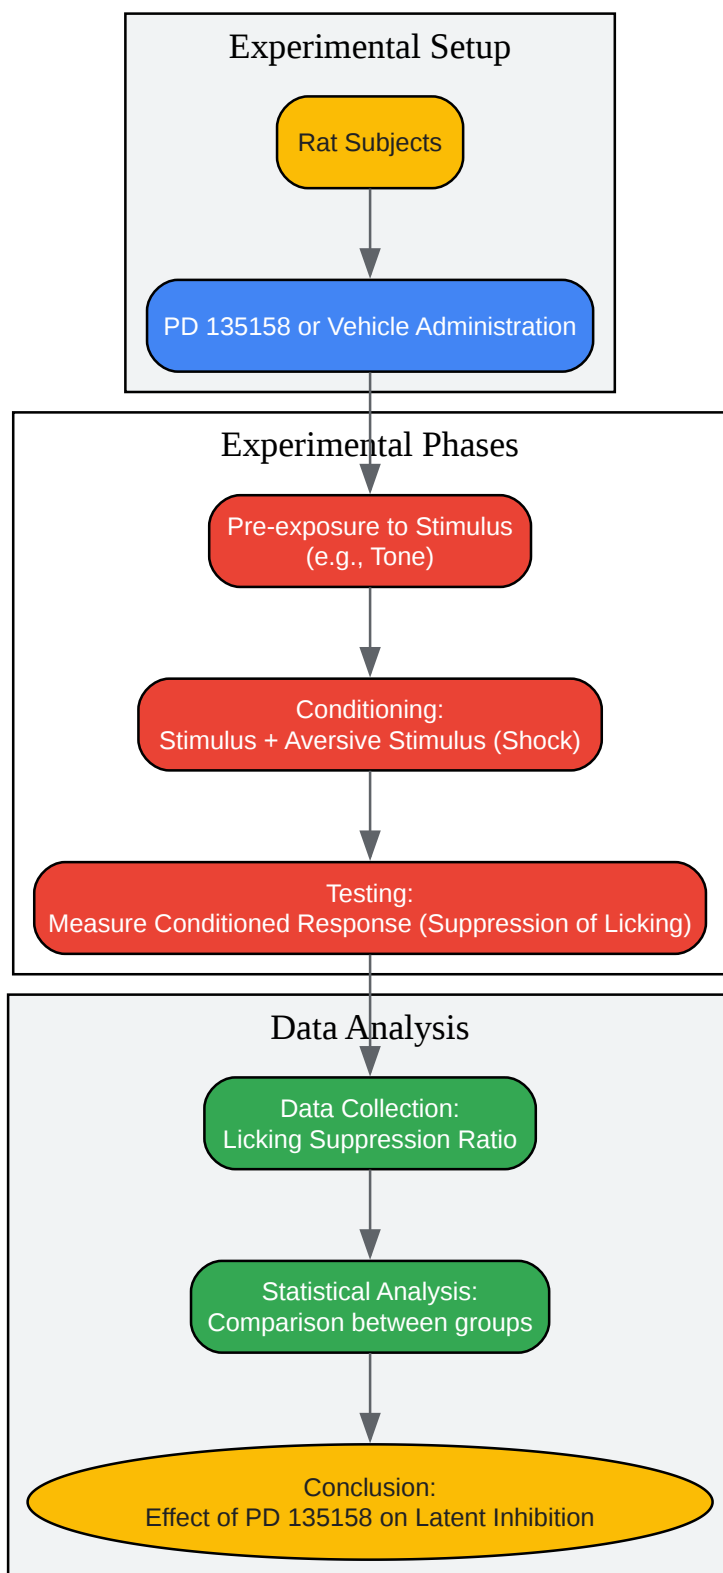 Experimental Setup
Rat Subjects
PD 135158 or Vehicle Administration
Experimental Phases
Pre-exposure to Stimulus
(e.g., Tone)
Conditioning:
Stimulus + Aversive Stimulus (Shock)
Testing:
Measure Conditioned Response (Suppression of Licking)
Data Analysis
Data Collection:
Licking Suppression Ratio
Statistical Analysis:
Comparison between groups
Conclusion:
Effect of PD 135158 on Latent Inhibition